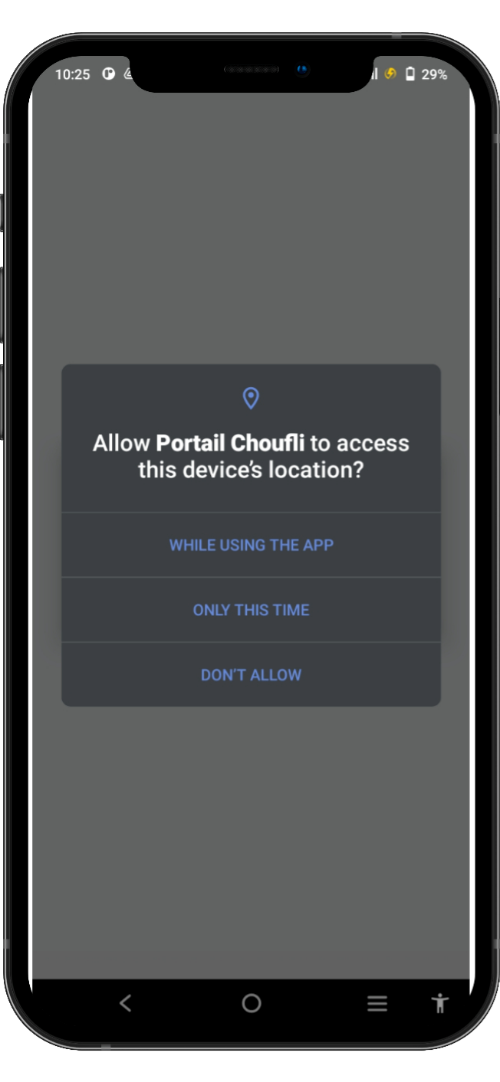 10:25
29%
Allow Portail Choufli to access
this device's location?
WHILE USING THE APP
ONLY THIS TIME
DON'T ALLOW